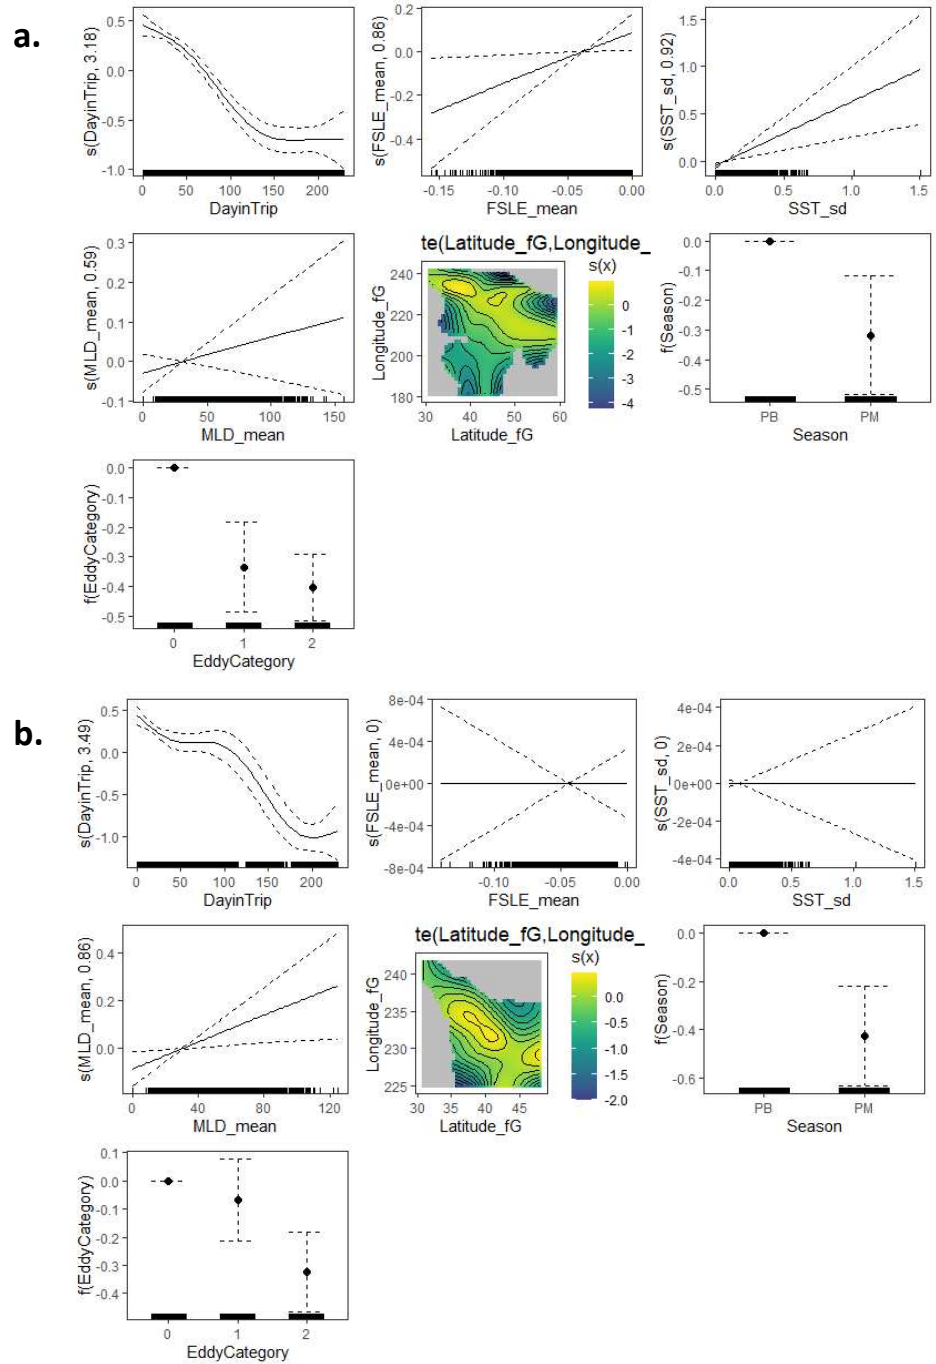 a.
s(DayinTrip, 3.18)
0.5
0.0
-0.5
-1.0
0 50 100 150 200
DayinTrip
s(FSLE_mean, 0.86)
0.2
0.0
-0.2
-0.4
-0.15 -0.10 -0.05 0.00
FSLE_mean
s(SST_sd, 0.92)
1.5
1.0
0.5
0.0
0.0 0.5 1.0 1.5
SST_sd
s(MLD_mean, 0.59)
0.3
0.2
0.1
0.0
-0.1
0 50 100 150
MLD_mean
te(Latitude_fG,Longitude_
s(x)
0
-1
-2
-3
-4
Longitude_fG
240
220
200
180
30 40 50 60
Latitude_fG
f(Season)
0.0
-0.1
-0.2
-0.3
-0.4
-0.5
PB PM
Season
f(EddyCategory)
0.0
-0.1
-0.2
-0.3
-0.4
-0.5
0 1 2
EddyCategory
b.
s(DayinTrip, 3.49)
0.5
0.0
-0.5
-1.0
0 50 100 150 200
DayinTrip
s(FSLE_mean, 0)
8e-04
4e-04
0e+00
-4e-04
-8e-04
-0.10 -0.05 0.00
FSLE_mean
s(SST_sd, 0)
4e-04
2e-04
0e+00
-2e-04
-4e-04
0.0 0.5 1.0 1.5
SST_sd
s(MLD_mean, 0.86)
0.4
0.2
0.0
0 40 80 120
MLD_mean
te(Latitude_fG,Longitude_
s(x)
0.0
-0.5
-1.0
-1.5
-2.0
Longitude_fG
240
235
230
225
30 35 40 45
Latitude_fG
f(Season)
0.0
-0.2
-0.4
-0.6
PB PM
Season
f(EddyCategory)
0.0
-0.1
-0.2
-0.3
-0.4
0 1 2
EddyCategory